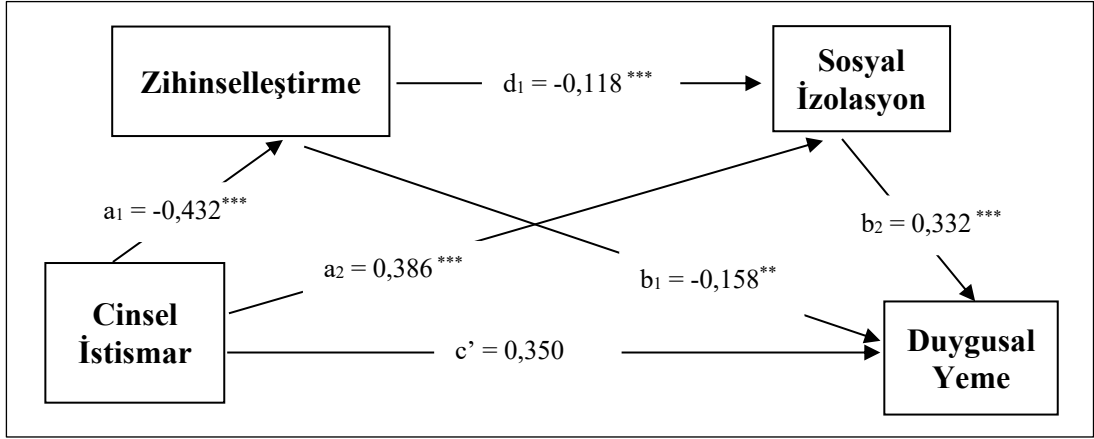 Zihinselleştirme
d1 = -0,118 ***
Sosyal
İzolasyon
a1 = -0,432***
a2 = 0,386 ***
b1 = -0,158**
b2 = 0,332 ***
Cinsel
İstismar
c’ = 0,350
Duygusal
Yeme